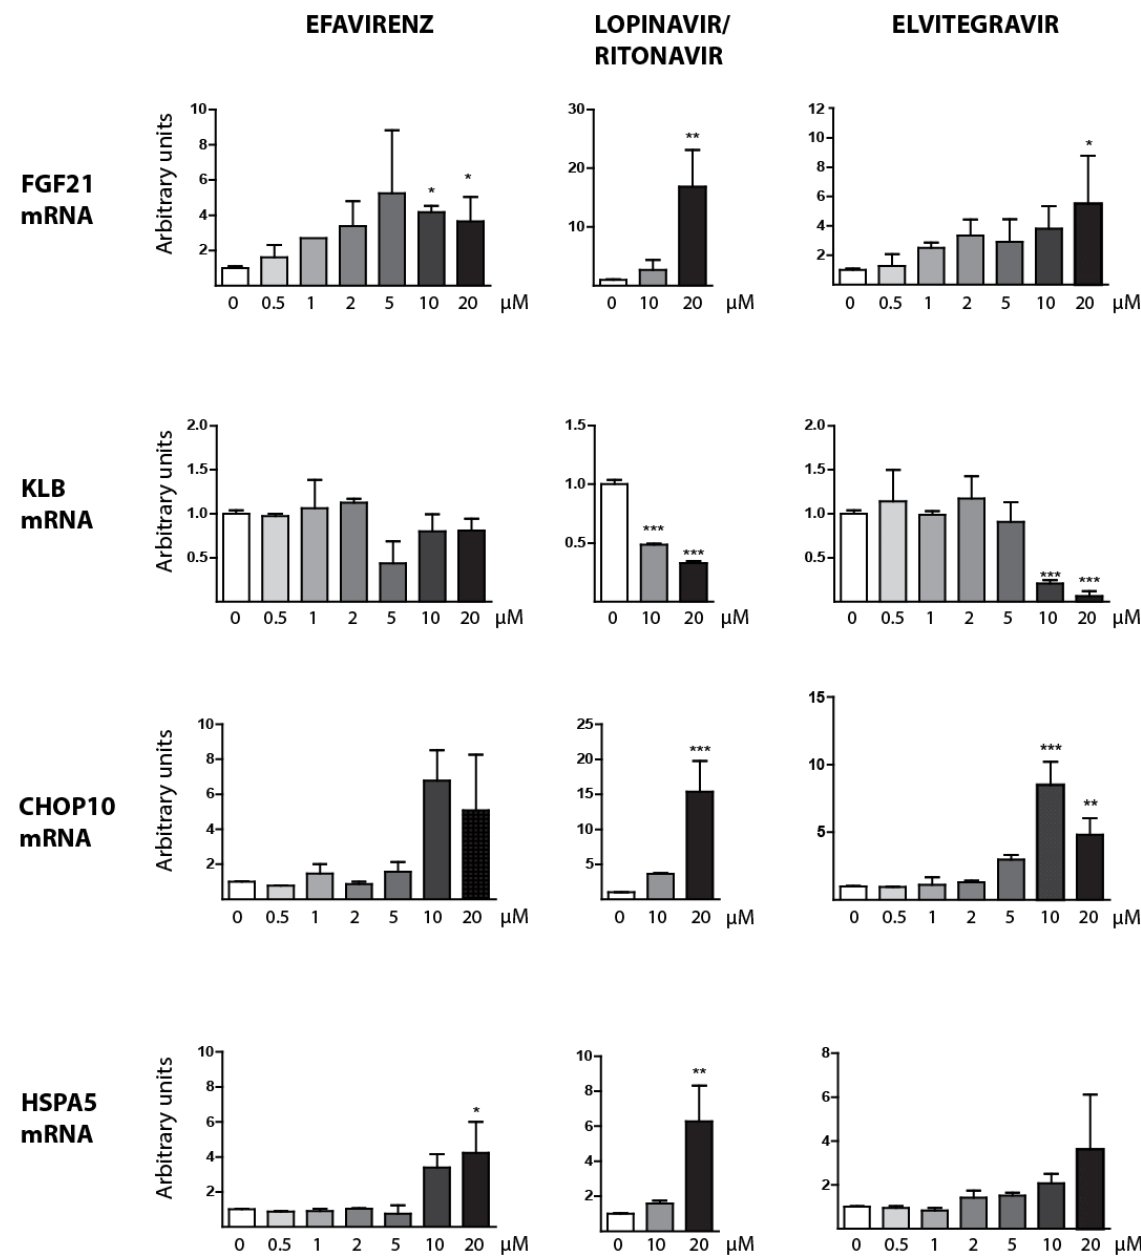 EFAVIRENZ
LOPINAVIR/
RITONAVIR
ELVITEGRAVIR
FGF21
mRNA
Arbitrary units
10
8
6
4
2
* *
0 0.5 1 2 5 10 20 µM
30
20
10
**
0 10 20 µM
12
10
8
6
4
2
*
0 0.5 1 2 5 10 20 µM
KLB
mRNA
Arbitrary units
2.0
1.5
1.0
0.5
0 0.5 1 2 5 10 20 µM
1.5
1.0
0.5
*** ***
0 10 20 µM
2.0
1.5
1.0
0.5
*** ***
0 0.5 1 2 5 10 20 µM
CHOP10
mRNA
Arbitrary units
10
8
6
4
2
0 0.5 1 2 5 10 20 µM
25
20
15
10
5
***
0 10 20 µM
15
10
5
*** **
0 0.5 1 2 5 10 20 µM
HSPA5
mRNA
Arbitrary units
10
8
6
4
2
*
0 0.5 1 2 5 10 20 µM
10
8
6
4
2
**
0 10 20 µM
8
6
4
2
0 0.5 1 2 5 10 20 µM